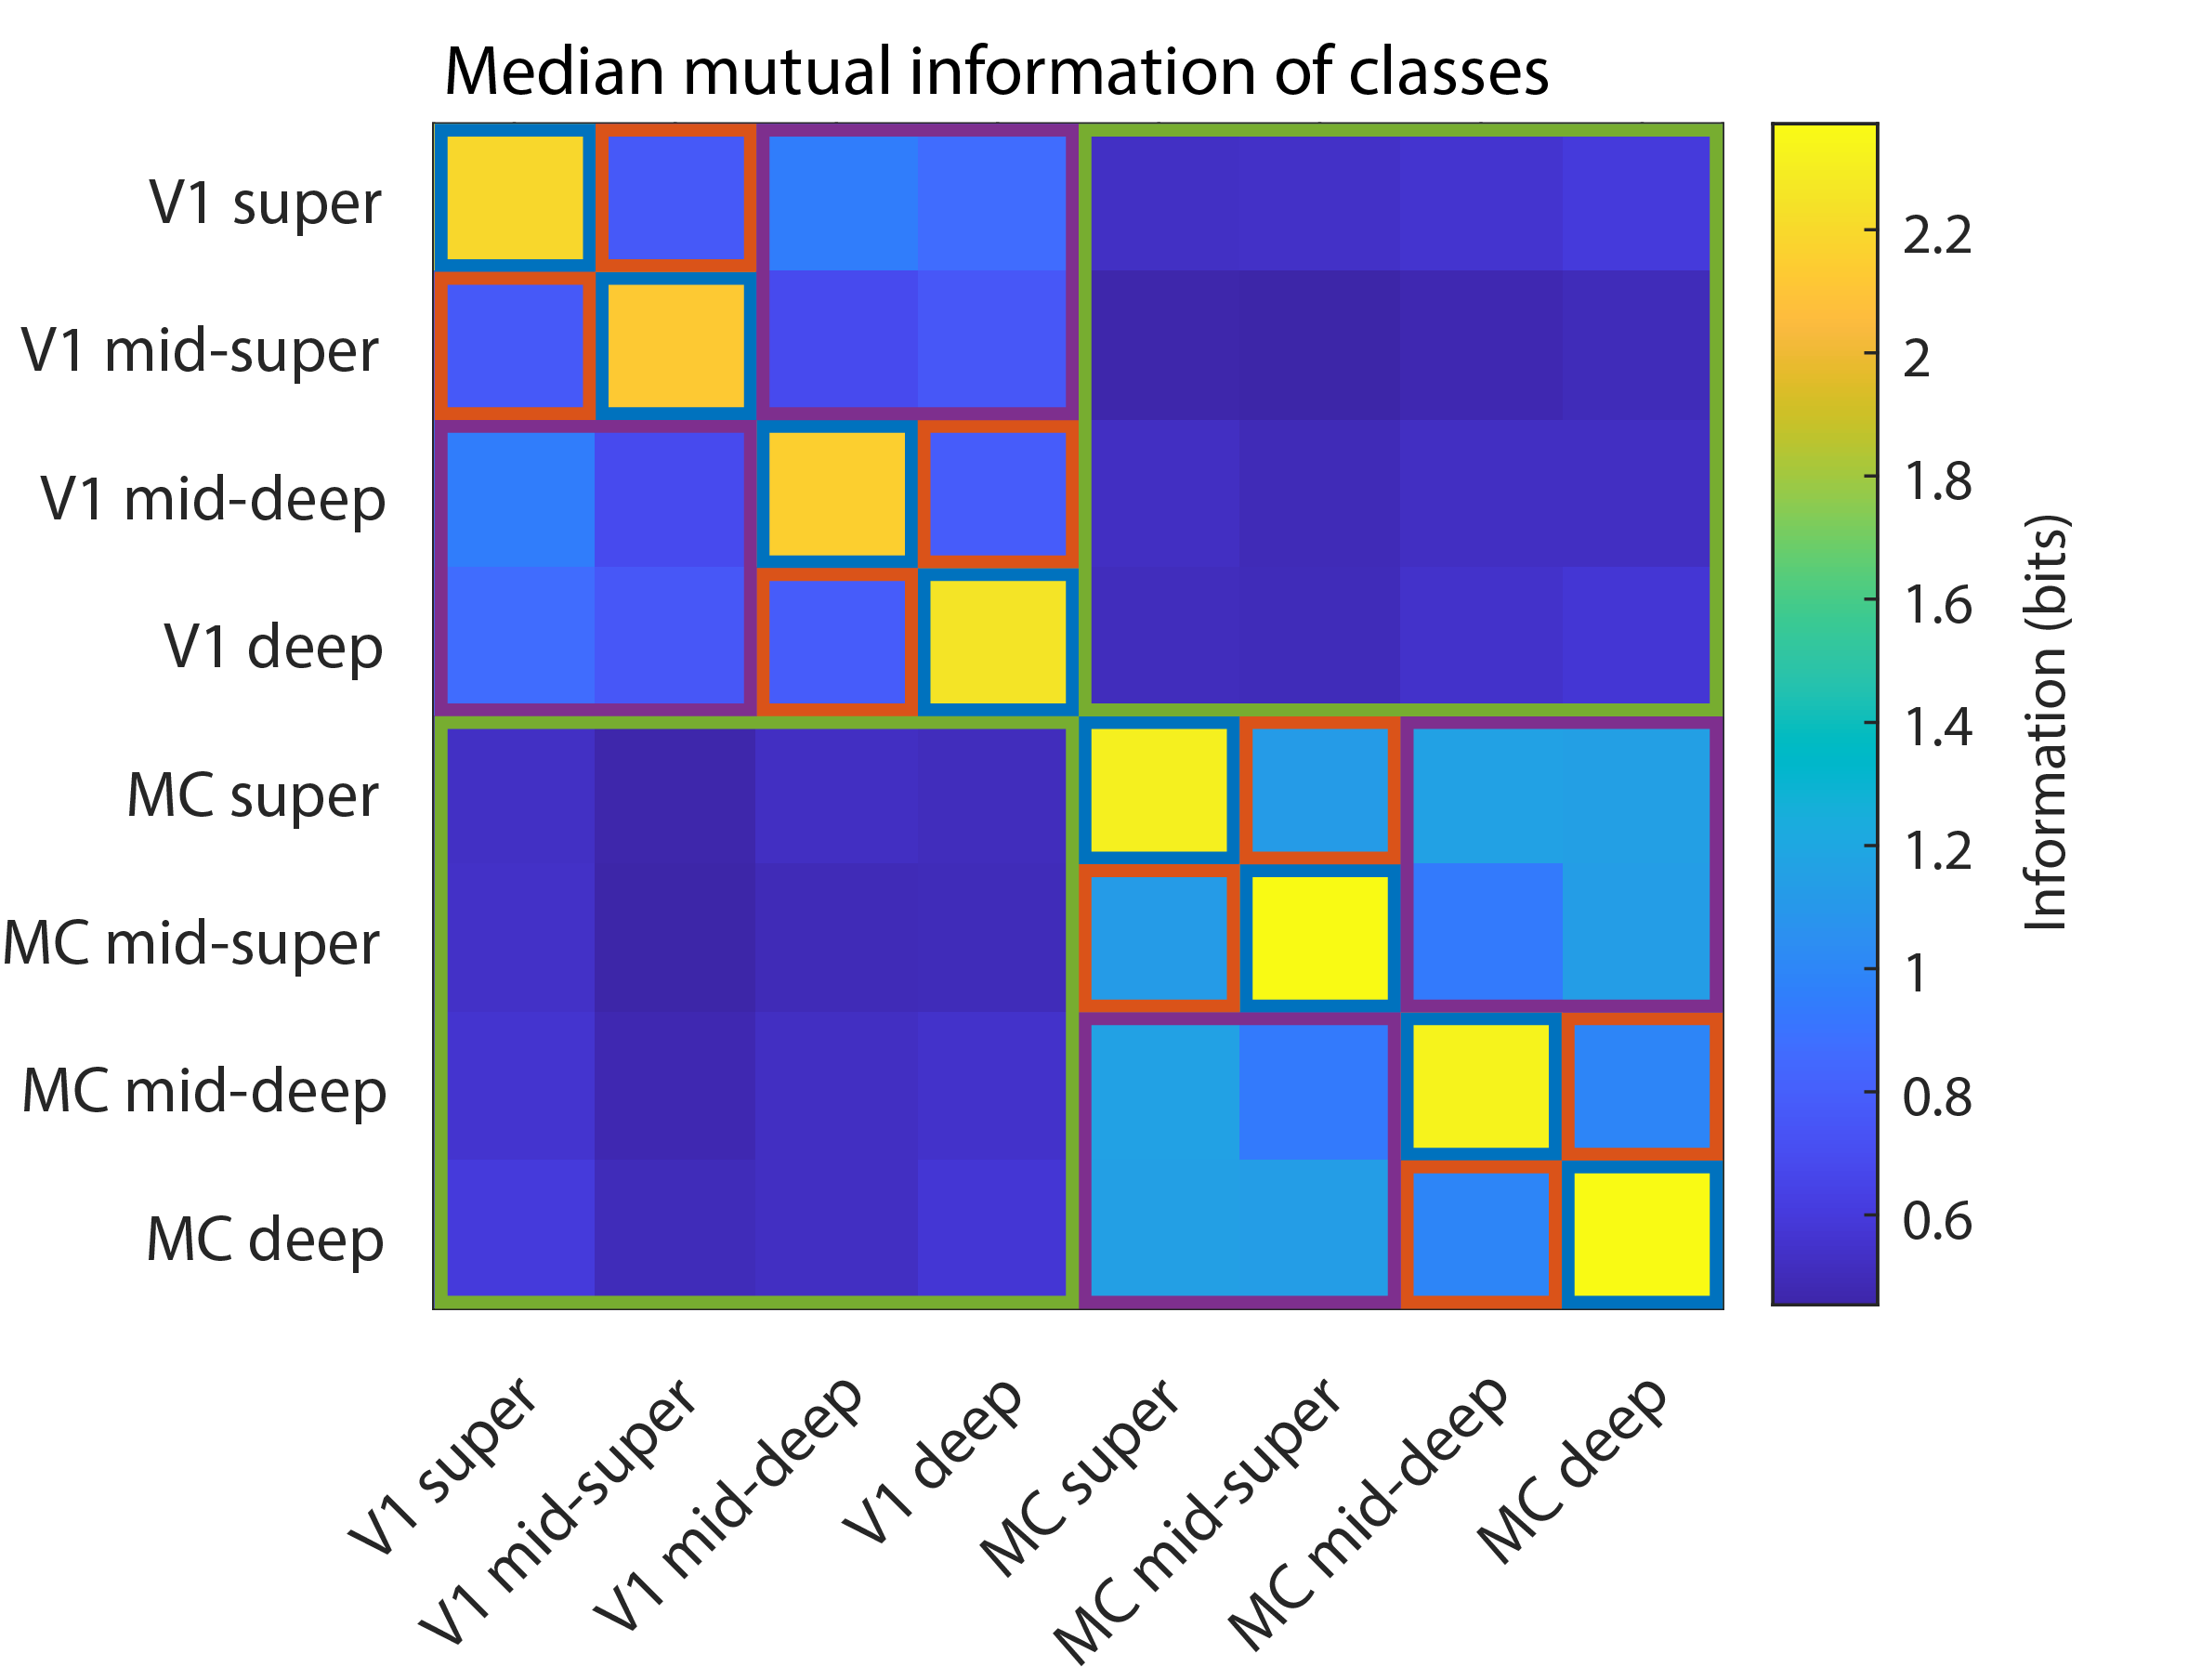 Median mutual information of classes
V1 super
V1 mid-super
V1 mid-deep
V1 deep
MC super
MC mid-super
MC mid-deep
MC deep
V1 super
V1 mid-super
V1 mid-deep
V1 deep
MC super
MC mid-super
MC mid-deep
MC deep
2.2
2
1.8
1.6
1.4
1.2
1
0.8
0.6
Information (bits)